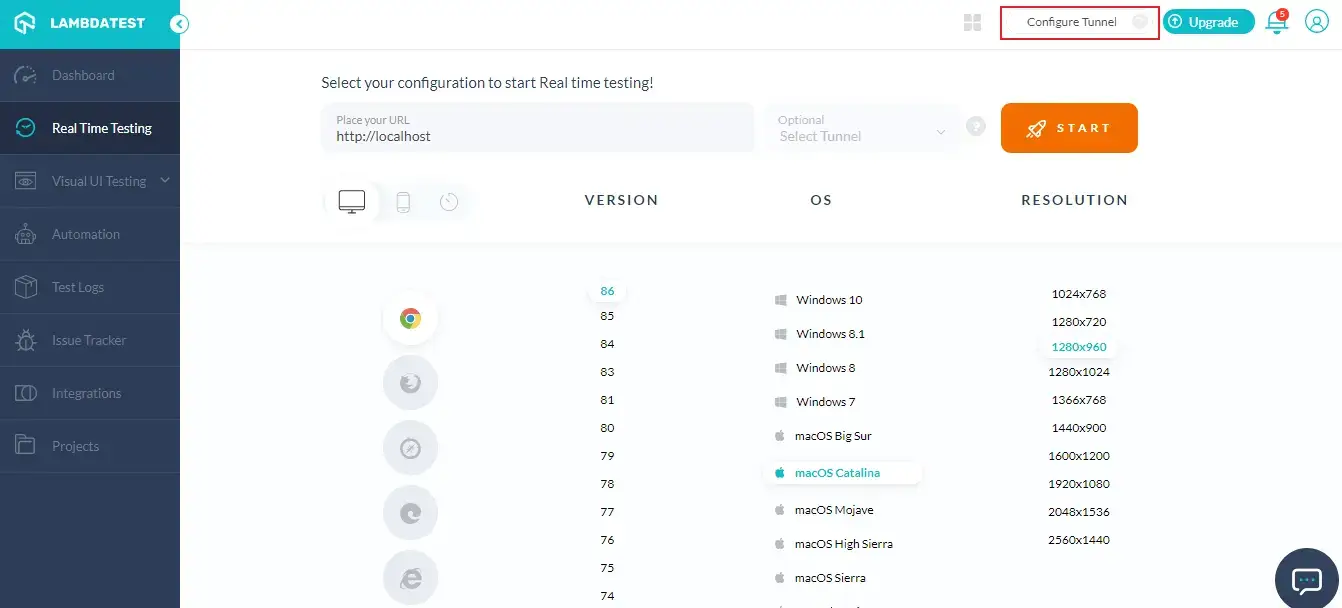 LAMBDATEST
Configure Tunnel
Upgrade
5
Dashboard
Real Time Testing
Visual UI Testing
Automation
Test Logs
Issue Tracker
Integrations
Projects
Select your configuration to start Real time testing!
Place your URL
http://localhost
Optional
Select Tunnel
?
START
VERSION
OS
RESOLUTION
86
85
84
83
81
80
79
78
77
76
75
74
Windows 10
Windows 8.1
Windows 8
Windows 7
macOS Big Sur
macOS Catalina
macOS Mojave
macOS High Sierra
macOS Sierra
1024x768
1280x720
1280x960
1280x1024
1366x768
1440x900
1600x1200
1920x1080
2048x1536
2560x1440